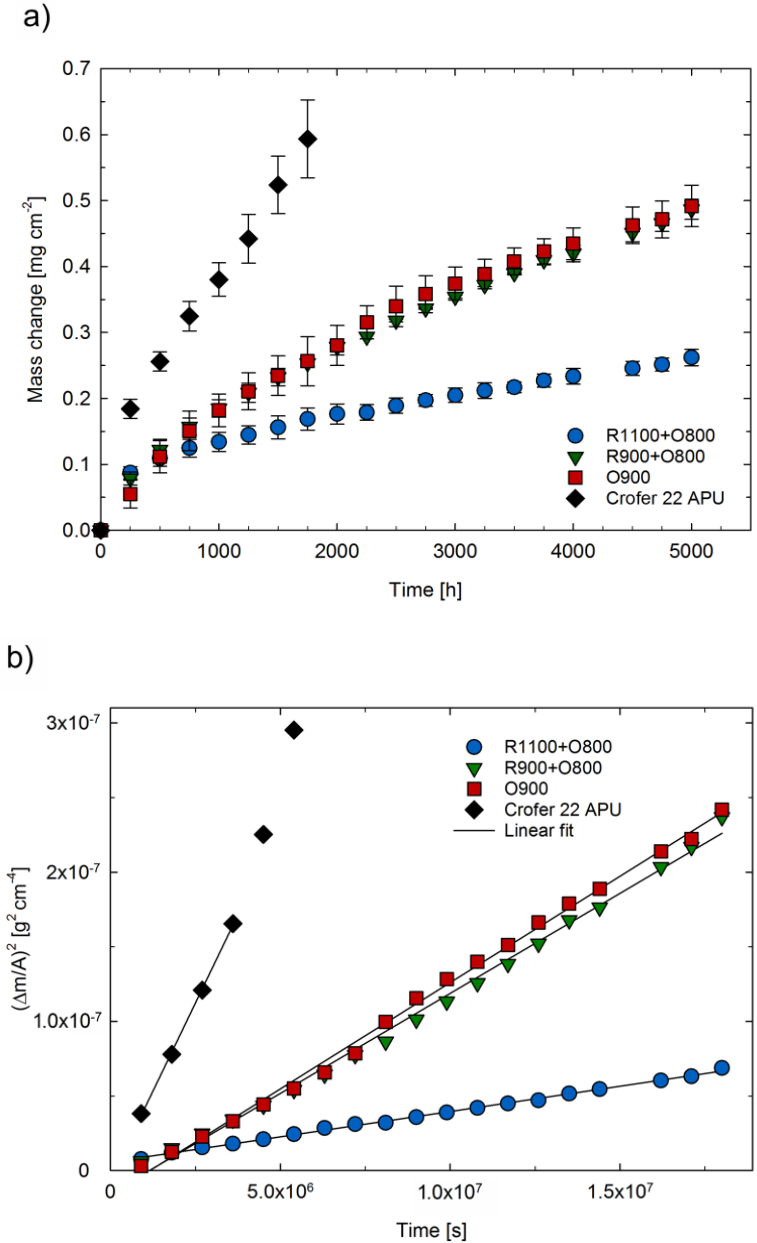 a)
0.7
0.6
0.5
0.4
0.3
0.2
0.1
0.0
Mass change [mg cm⁻²]
R1100+O800
R900+O800
O900
Crofer 22 APU
0 1000 2000 3000 4000 5000
Time [h]
b)
3x10⁻⁷
2x10⁻⁷
1.0x10⁻⁷
0
(Δm/A)² [g² cm⁻⁴]
R1100+O800
R900+O800
O900
Crofer 22 APU
Linear fit
0 5.0x10⁶ 1.0x10⁷ 1.5x10⁷
Time [s]